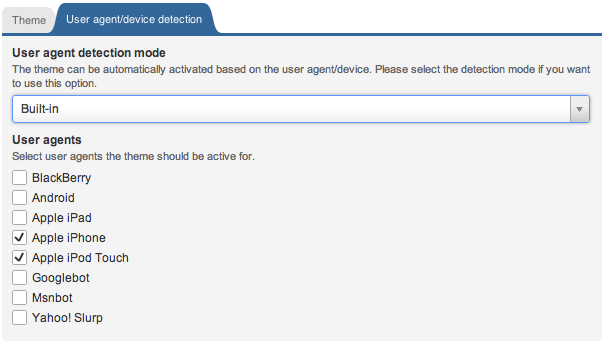 Theme
User agent/device detection
User agent detection mode
The theme can be automatically activated based on the user agent/device. Please select the detection mode if you want
to use this option.
Built-in
User agents
Select user agents the theme should be active for.
BlackBerry
Android
Apple iPad
Apple iPhone
Apple iPod Touch
Googlebot
Msnbot
Yahoo! Slurp